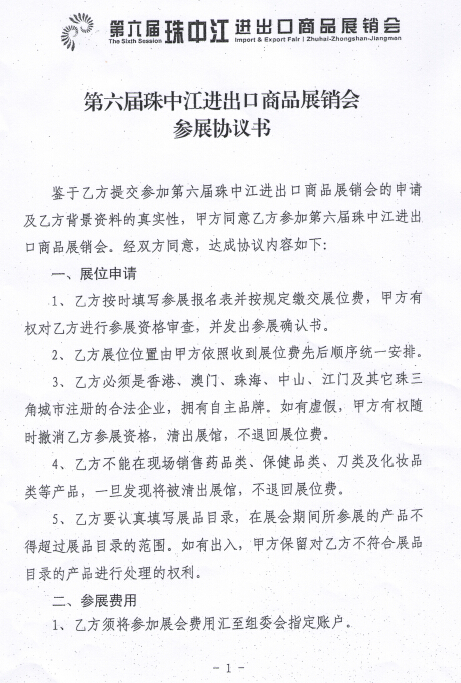 第六届珠中江进出口商品展销会
The Sixth Session Import & Export Fair | Zhuhai-Zhongshan-Jiangmen
第六届珠中江进出口商品展销会
参展协议书
鉴于乙方提交参加第六届珠中江进出口商品展销会的申请
及乙方背景资料的真实性，甲方同意乙方参加第六届珠中江进出
口商品展销会。经双方同意，达成协议内容如下：
一、展位申请
1、乙方按时填写参展报名表并按规定缴交展位费，甲方有
权对乙方进行参展资格审查，并发出参展确认书。
2、乙方展位位置由甲方依照收到展位费先后顺序统一安排。
3、乙方必须是香港、澳门、珠海、中山、江门及其它珠三
角城市注册的合法企业，拥有自主品牌。如有虚假，甲方有权随
时撤消乙方参展资格，清出展馆，不退回展位费。
4、乙方不能在现场销售药品类、保健品类、刀类及化妆品
类等产品，一旦发现将被清出展馆，不退回展位费。
5、乙方要认真填写展品目录，在展会期间所参展的产品不
得超过展品目录的范围。如有出入，甲方保留对乙方不符合展品
目录的产品进行处理的权利。
二、参展费用
1、乙方须将参加展会费用汇至组委会指定账户。
- 1 -